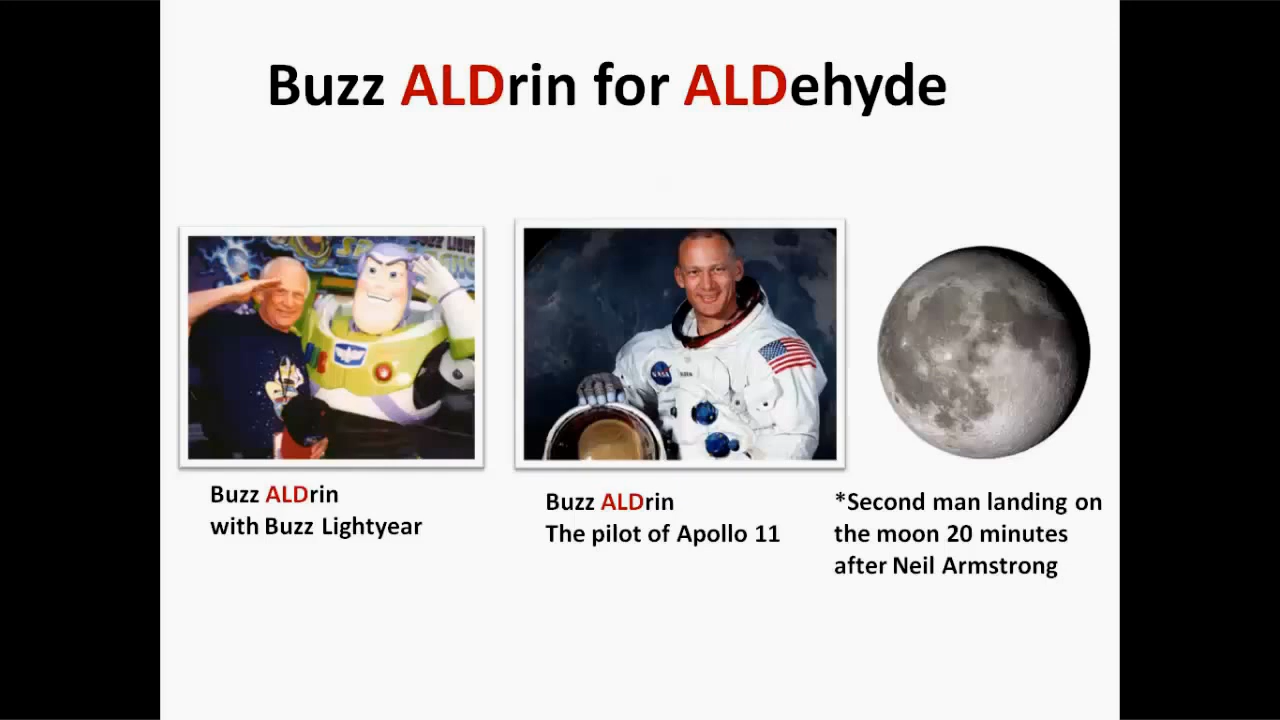 Buzz ALDrin for ALDehyde
NASA
Buzz ALDrin
with Buzz Lightyear
Buzz ALDrin
The pilot of Apollo 11
*Second man landing on
the moon 20 minutes
after Neil Armstrong